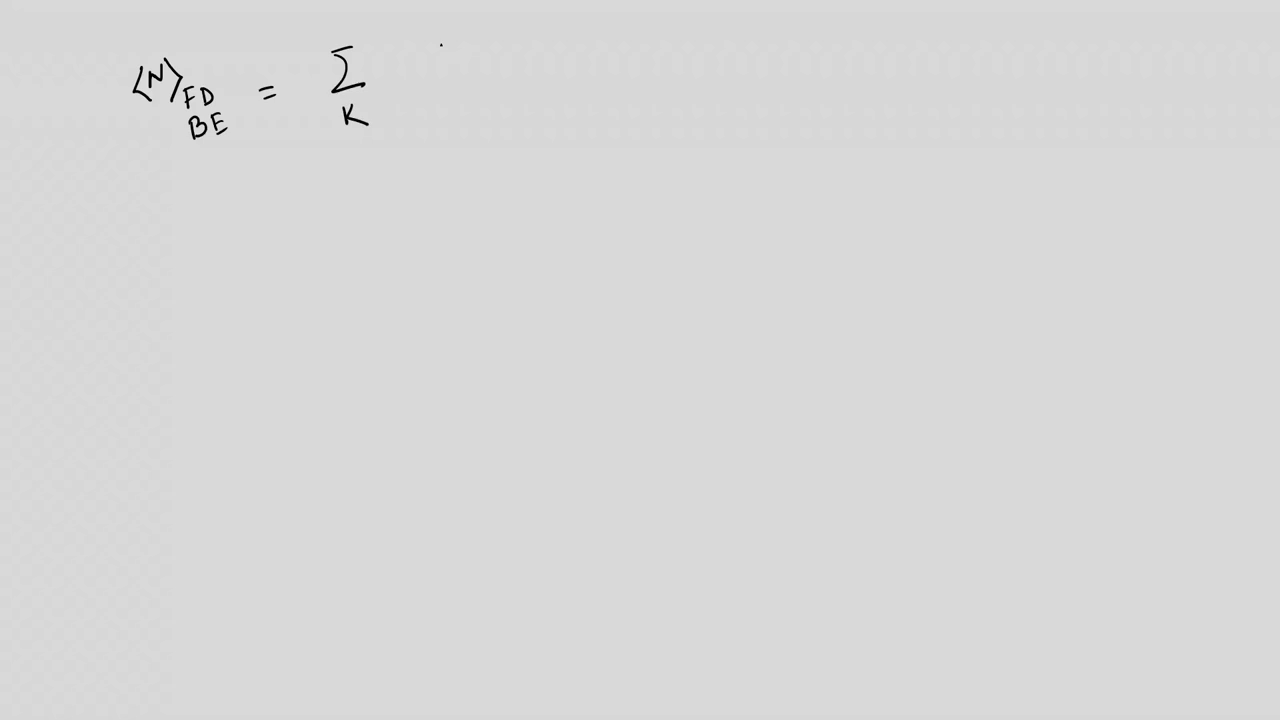 ⟨N⟩ FD = Σ
BE K